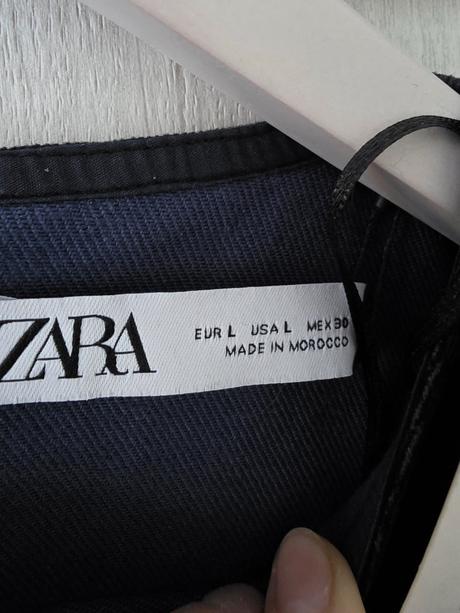 ZARA
EUR L USA L MEX 30
MADE IN MOROCCO